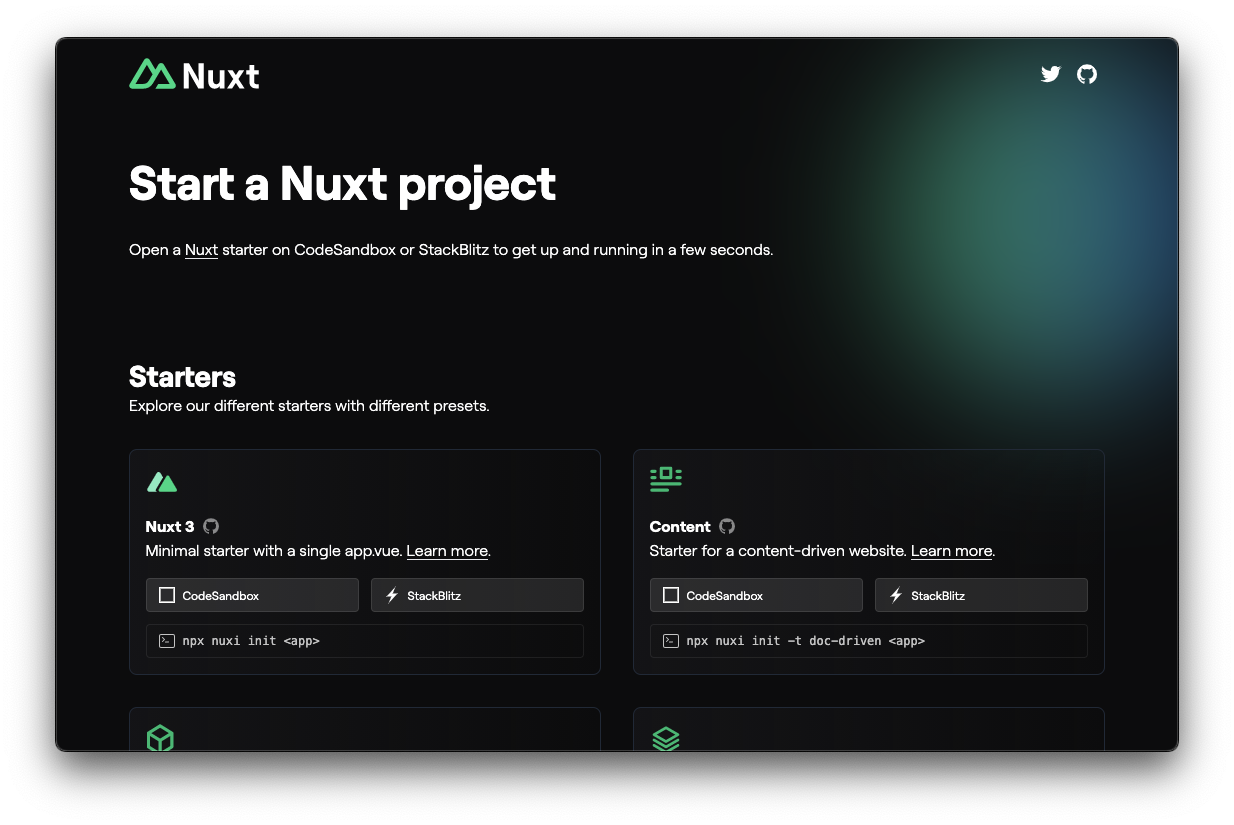 Nuxt
Start a Nuxt project
Open a Nuxt starter on CodeSandbox or StackBlitz to get up and running in a few seconds.
Starters
Explore our different starters with different presets.
Nuxt 3
Minimal starter with a single app.vue. Learn more.
CodeSandbox
StackBlitz
npx nuxi init <app>
Content
Starter for a content-driven website. Learn more.
CodeSandbox
StackBlitz
npx nuxi init -t doc-driven <app>